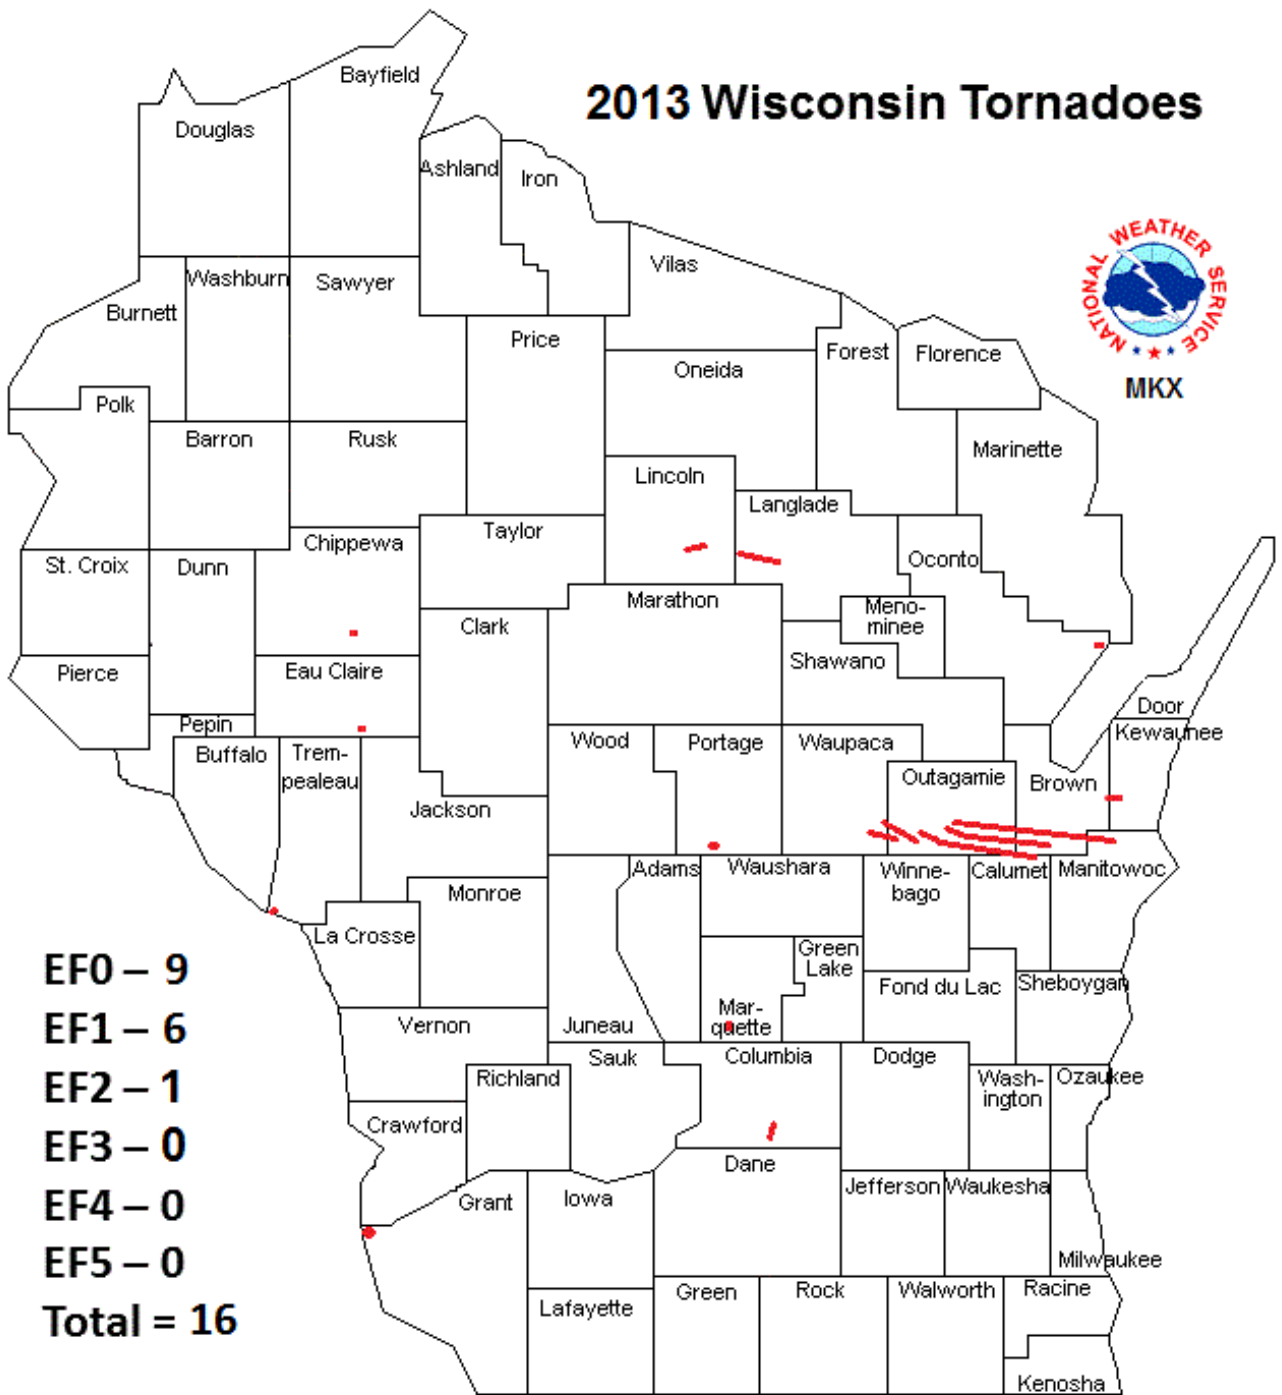 2013 Wisconsin Tornadoes
NATIONAL WEATHER SERVICE
MKX
Bayfield
Douglas
Ashland
Iron
Vilas
Washburn
Sawyer
Burnett
Price
Forest
Florence
Oneida
Polk
Barron
Rusk
Marinette
Lincoln
Langlade
Taylor
Chippewa
St. Croix
Dunn
Oconto
Marathon
Meno-
minee
Clark
Shawano
Pierce
Eau Claire
Door
Pepin
Kewaunee
Buffalo
Trem-
pealeau
Wood
Portage
Waupaca
Outagamie
Brown
Jackson
Adams
Waushara
Winne-
bago
Calumet
Manitowoc
Monroe
La Crosse
Green
Lake
Fond du Lac
Sheboygan
Mar-
quette
Vernon
Juneau
Sauk
Columbia
Dodge
Richland
Wash-
ington
Ozaukee
Crawford
Dane
Grant
Iowa
Jefferson
Waukesha
Milwaukee
Lafayette
Green
Rock
Walworth
Racine
Kenosha
EF0 – 9
EF1 – 6
EF2 – 1
EF3 – 0
EF4 – 0
EF5 – 0
Total = 16